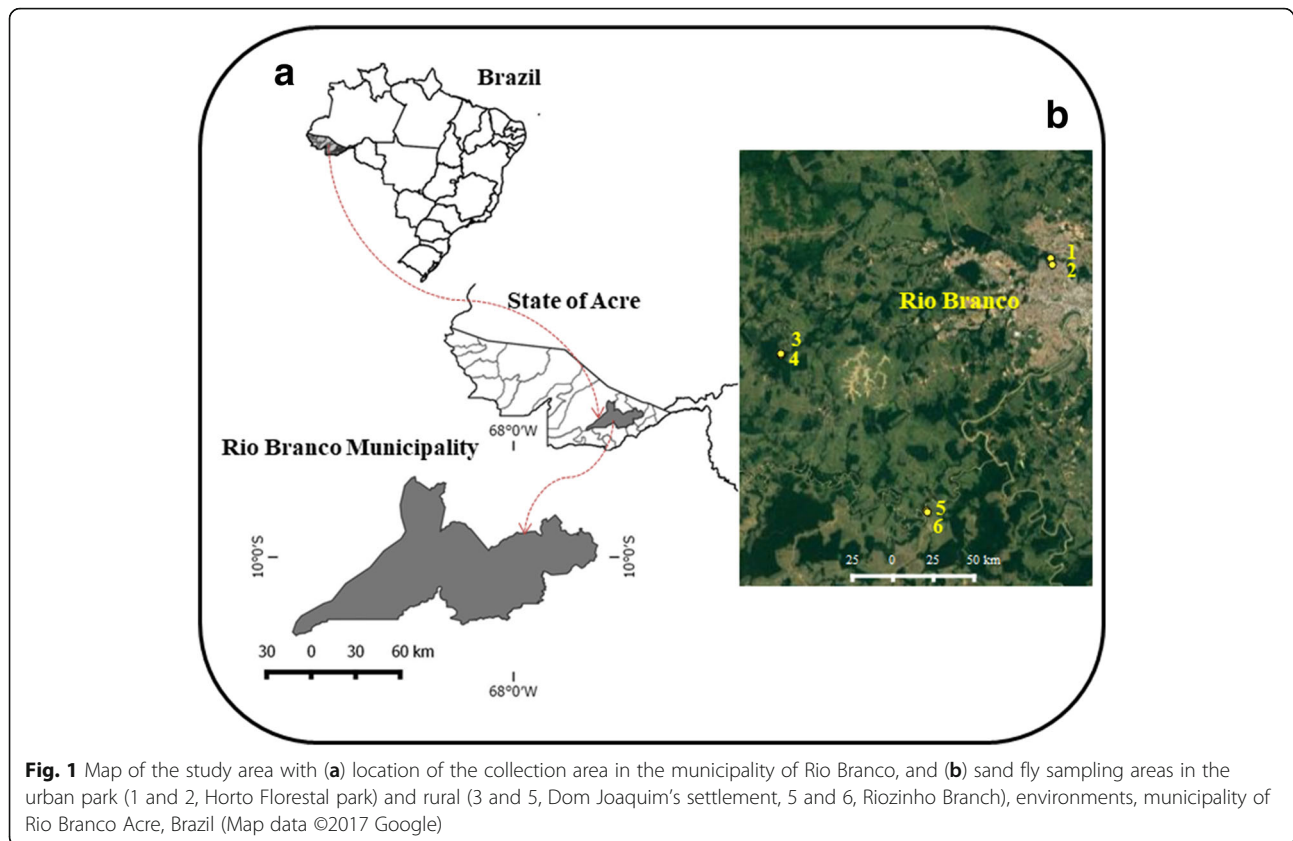 a
Brazil
b
State of Acre
1
2
Rio Branco
3
4
68°0'W
Rio Branco Municipality
5
6
10°0'S
10°0'S
25 0 25 50 km
30 0 30 60 km
68°0'W
Fig. 1 Map of the study area with (a) location of the collection area in the municipality of Rio Branco, and (b) sand fly sampling areas in the
urban park (1 and 2, Horto Florestal park) and rural (3 and 5, Dom Joaquim's settlement, 5 and 6, Riozinho Branch), environments, municipality of
Rio Branco Acre, Brazil (Map data ©2017 Google)